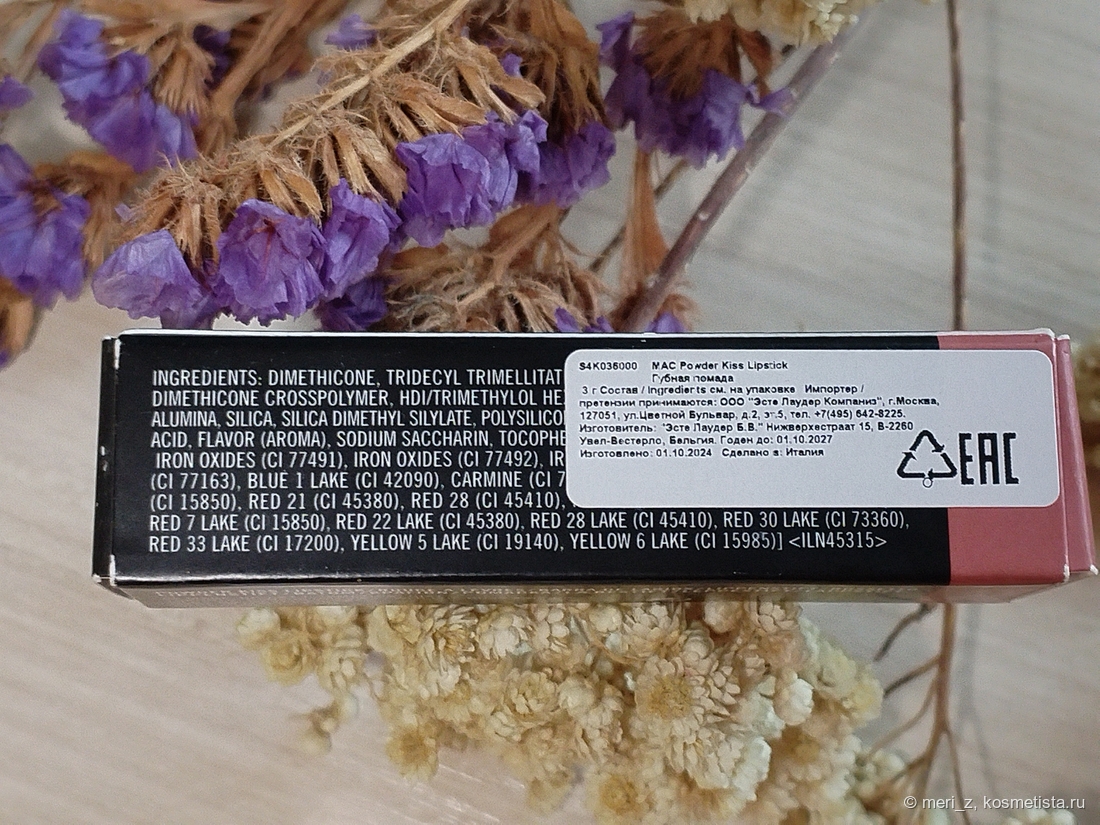 INGREDIENTS: DIMETHICONE, TRIDECYL TRIMELLITAT
DIMETHICONE CROSSPOLYMER, HDI/TRIMETHYLOL HE
ALUMINA, SILICA, SILICA DIMETHYL SILYLATE, POLYSILICO
ACID, FLAVOR (AROMA), SODIUM SACCHARIN, TOCOPHE
IRON OXIDES (CI 77491), IRON OXIDES (CI 77492), IR
(CI 77163), BLUE 1 LAKE (CI 42090), CARMINE (CI 7
(CI 15850), RED 21 (CI 45380), RED 28 (CI 45410),
RED 7 LAKE (CI 15850), RED 22 LAKE (CI 45380), RED 28 LAKE (CI 45410), RED 30 LAKE (CI 73360),
RED 33 LAKE (CI 17200), YELLOW 5 LAKE (CI 19140), YELLOW 6 LAKE (CI 15985)] <ILN45315>
S4K036000 MAC Powder Kiss Lipstick
Губная помада
3 г Состав / Ingredients см. на упаковке Импортер /
претензии принимаются: ООО "Эсте Лаудер Компаниз", г.Москва,
127051, ул.Цветной Бульвар, д.2, эт.5, тел. +7(495) 642-8225.
Изготовитель: "Эсте Лаудер Б.В." Нижверхестраат 15, B-2260
Увел-Вестерло, Бельгия. Годен до: 01.10.2027
Изготовлено: 01.10.2024 Сделано в: Италия
EAC
© meri_z, kosmetista.ru